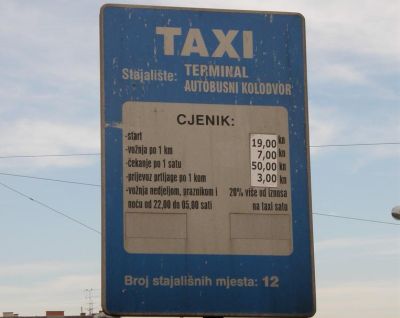 TAXI
Stajalište: TERMINAL
AUTOBUSNI KOLODVOR
CJENIK:
-start 19,00 kn
-vožnja po 1 km 7,00 kn
-čekanje po 1 satu 50,00 kn
-prijevoz prtljage po 1 kom 3,00 kn
-vožnja nedjeljom, praznikom i 20% više od iznosa
noću od 22,00 do 05,00 sati na taxi satu
Broj stajališnih mjesta: 12